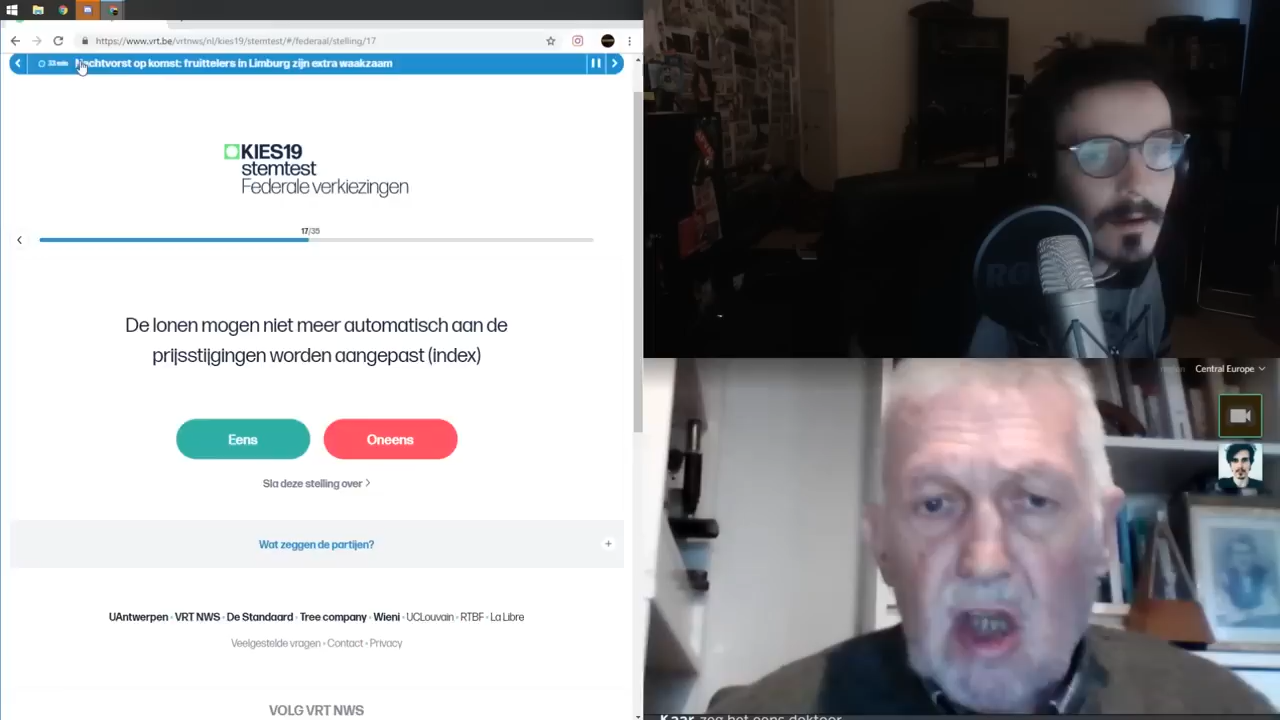 https://www.vrt.be/vrtnws/nl/kies19/stemtest/#/federaal/stelling/17
33 min
Nachtvorst op komst: fruittelers in Limburg zijn extra waakzaam
KIES19
stemtest
Federale verkiezingen
17/35
De lonen mogen niet meer automatisch aan de
prijsstijgingen worden aangepast (index)
Eens
Oneens
Sla deze stelling over
Wat zeggen de partijen?
+
UAntwerpen · VRT NWS · De Standaard · Tree company · Wieni · UCLouvain · RTBF · La Libre
Veelgestelde vragen · Contact · Privacy
VOLG VRT NWS
Central Europe